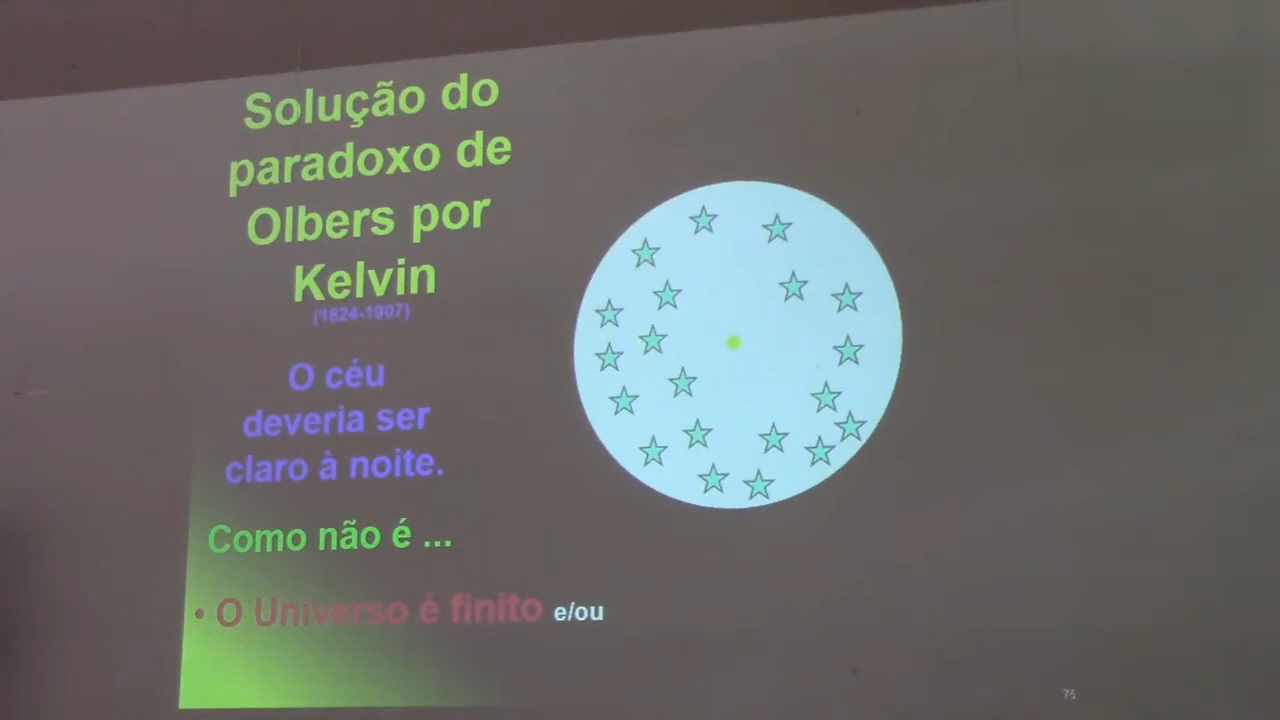 Solução do
paradoxo de
Olbers por
Kelvin
(1824-1907)
O céu
deveria ser
claro à noite.
Como não é ...
• O Universo é finito e/ou
76